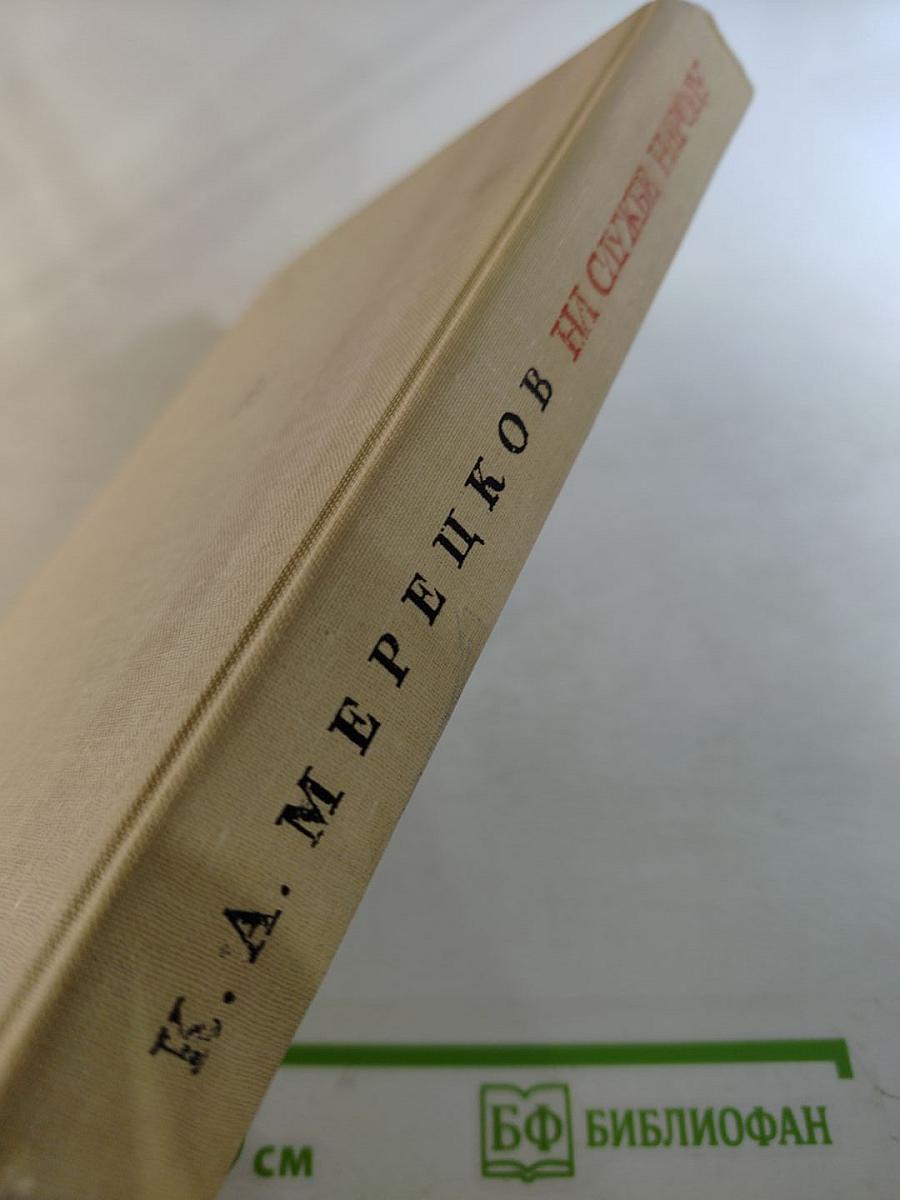 К. А. МЕРЕЦКОВ НА СЛУЖБЕ НАРОДУ
см
БФ БИБЛИОФАН